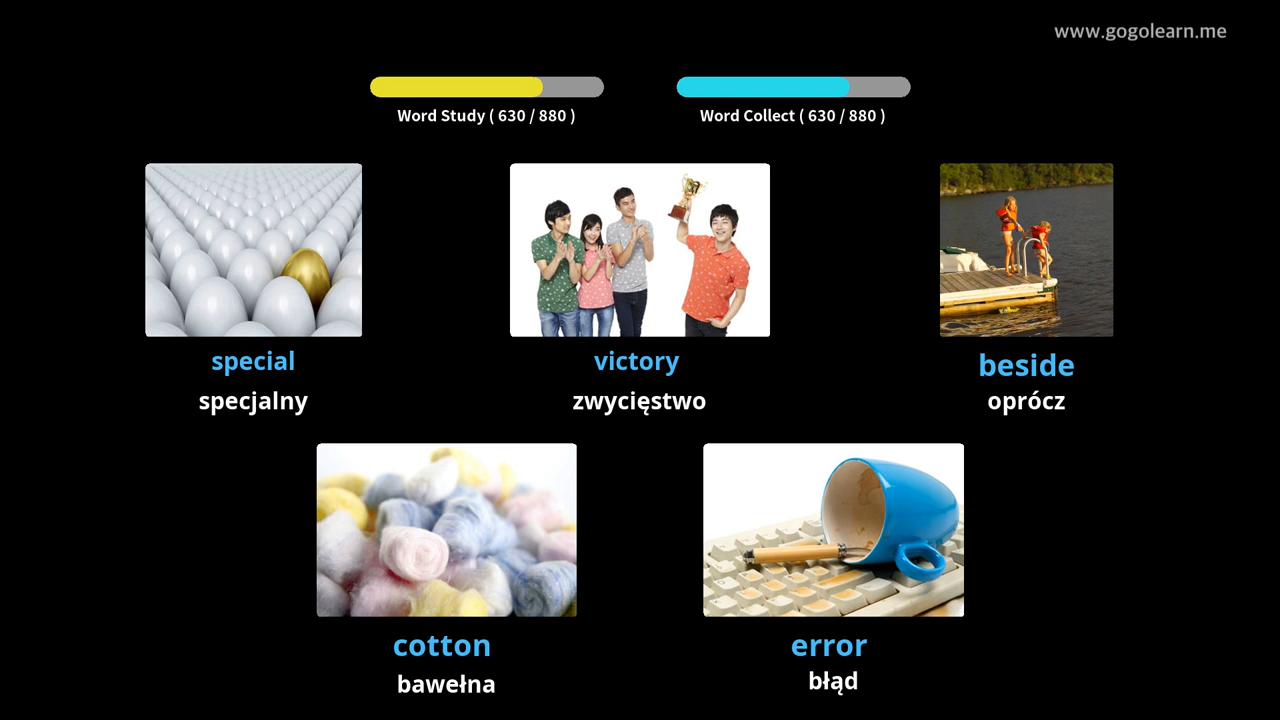 www.gogolearn.me
Word Study ( 630 / 880 )
Word Collect ( 630 / 880 )
special
victory
beside
specjalny
zwycięstwo
oprócz
cotton
error
bawełna
błąd